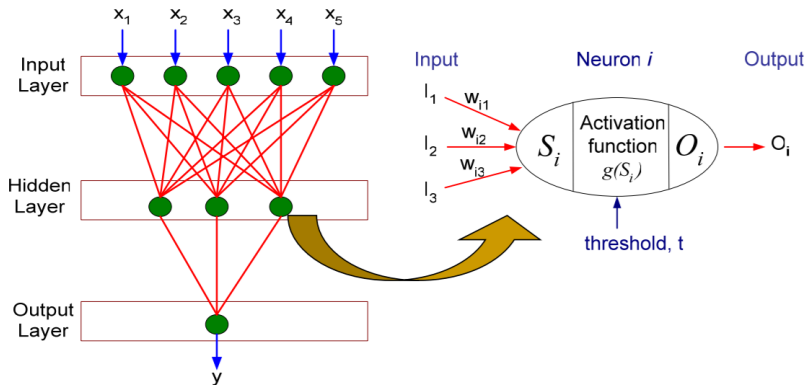 x1 x2 x3 x4 x5
Input
Layer
Hidden
Layer
Output
Layer
y
Input Neuron i Output
I1 wi1
I2 wi2
I3 wi3
Si
Activation
function
g(Si)
Oi
Oi
threshold, t